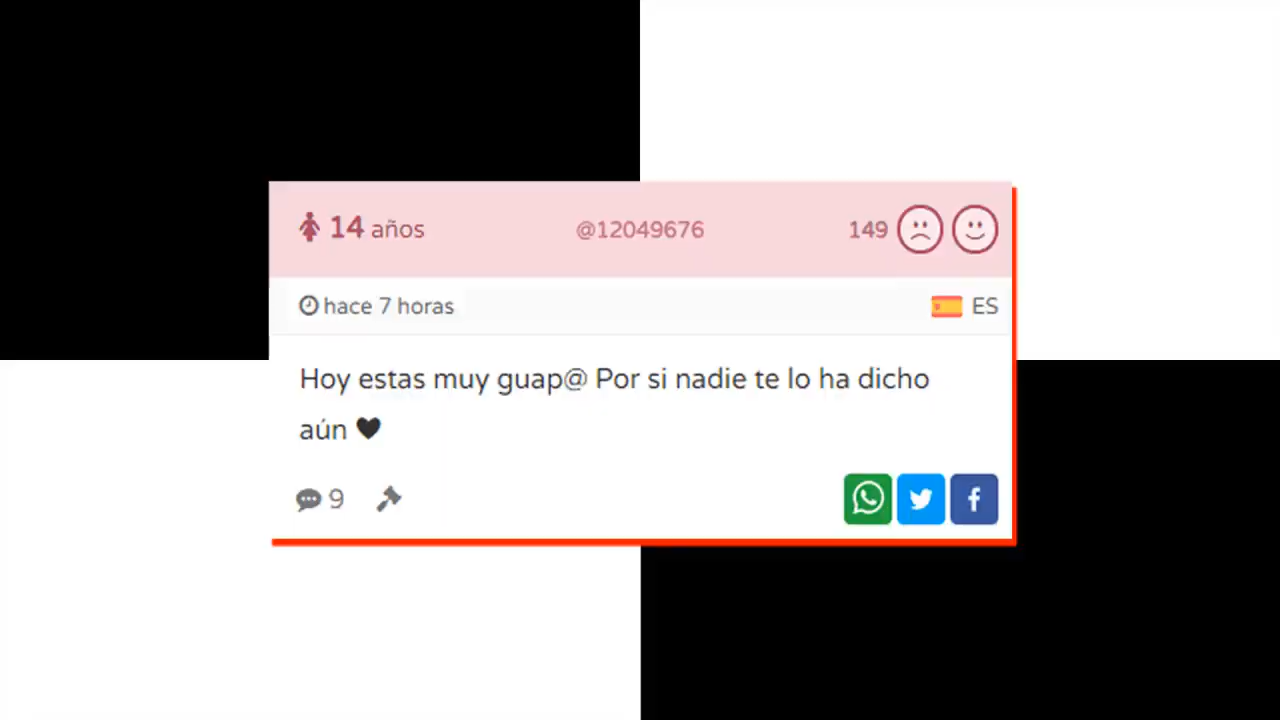 14 años @12049676 149
hace 7 horas ES
Hoy estas muy guap@ Por si nadie te lo ha dicho
aún 🖤
9